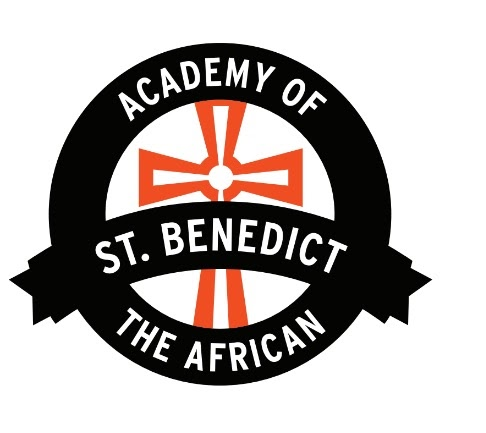 ACADEMY OF
ST. BENEDICT
THE AFRICAN